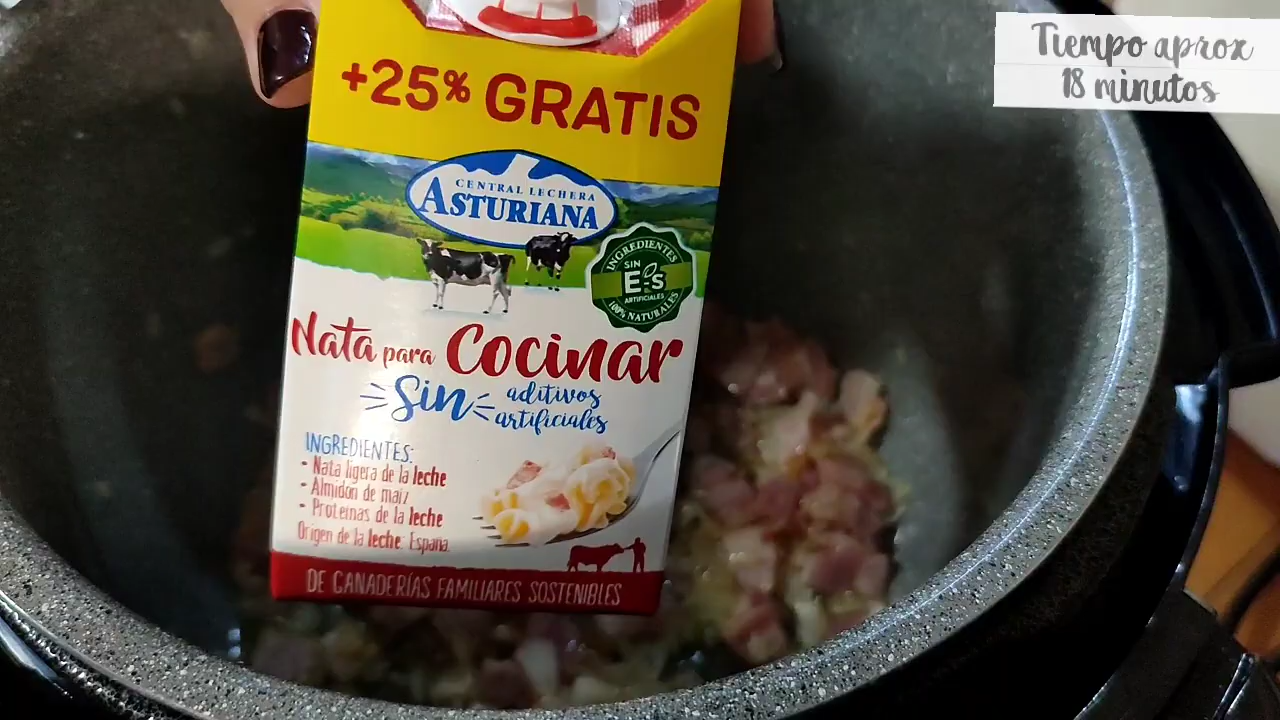 Tiempo aprox
18 minutos
+25% GRATIS
CENTRAL LECHERA
ASTURIANA
INGREDIENTES
SIN
E-S
ARTIFICIALES
100% NATURALES
Nata para Cocinar
Sin aditivos
artificiales
INGREDIENTES:
• Nata ligera de la leche
• Almidón de maíz
• Proteínas de la leche
Origen de la leche: España
DE GANADERÍAS FAMILIARES SOSTENIBLES